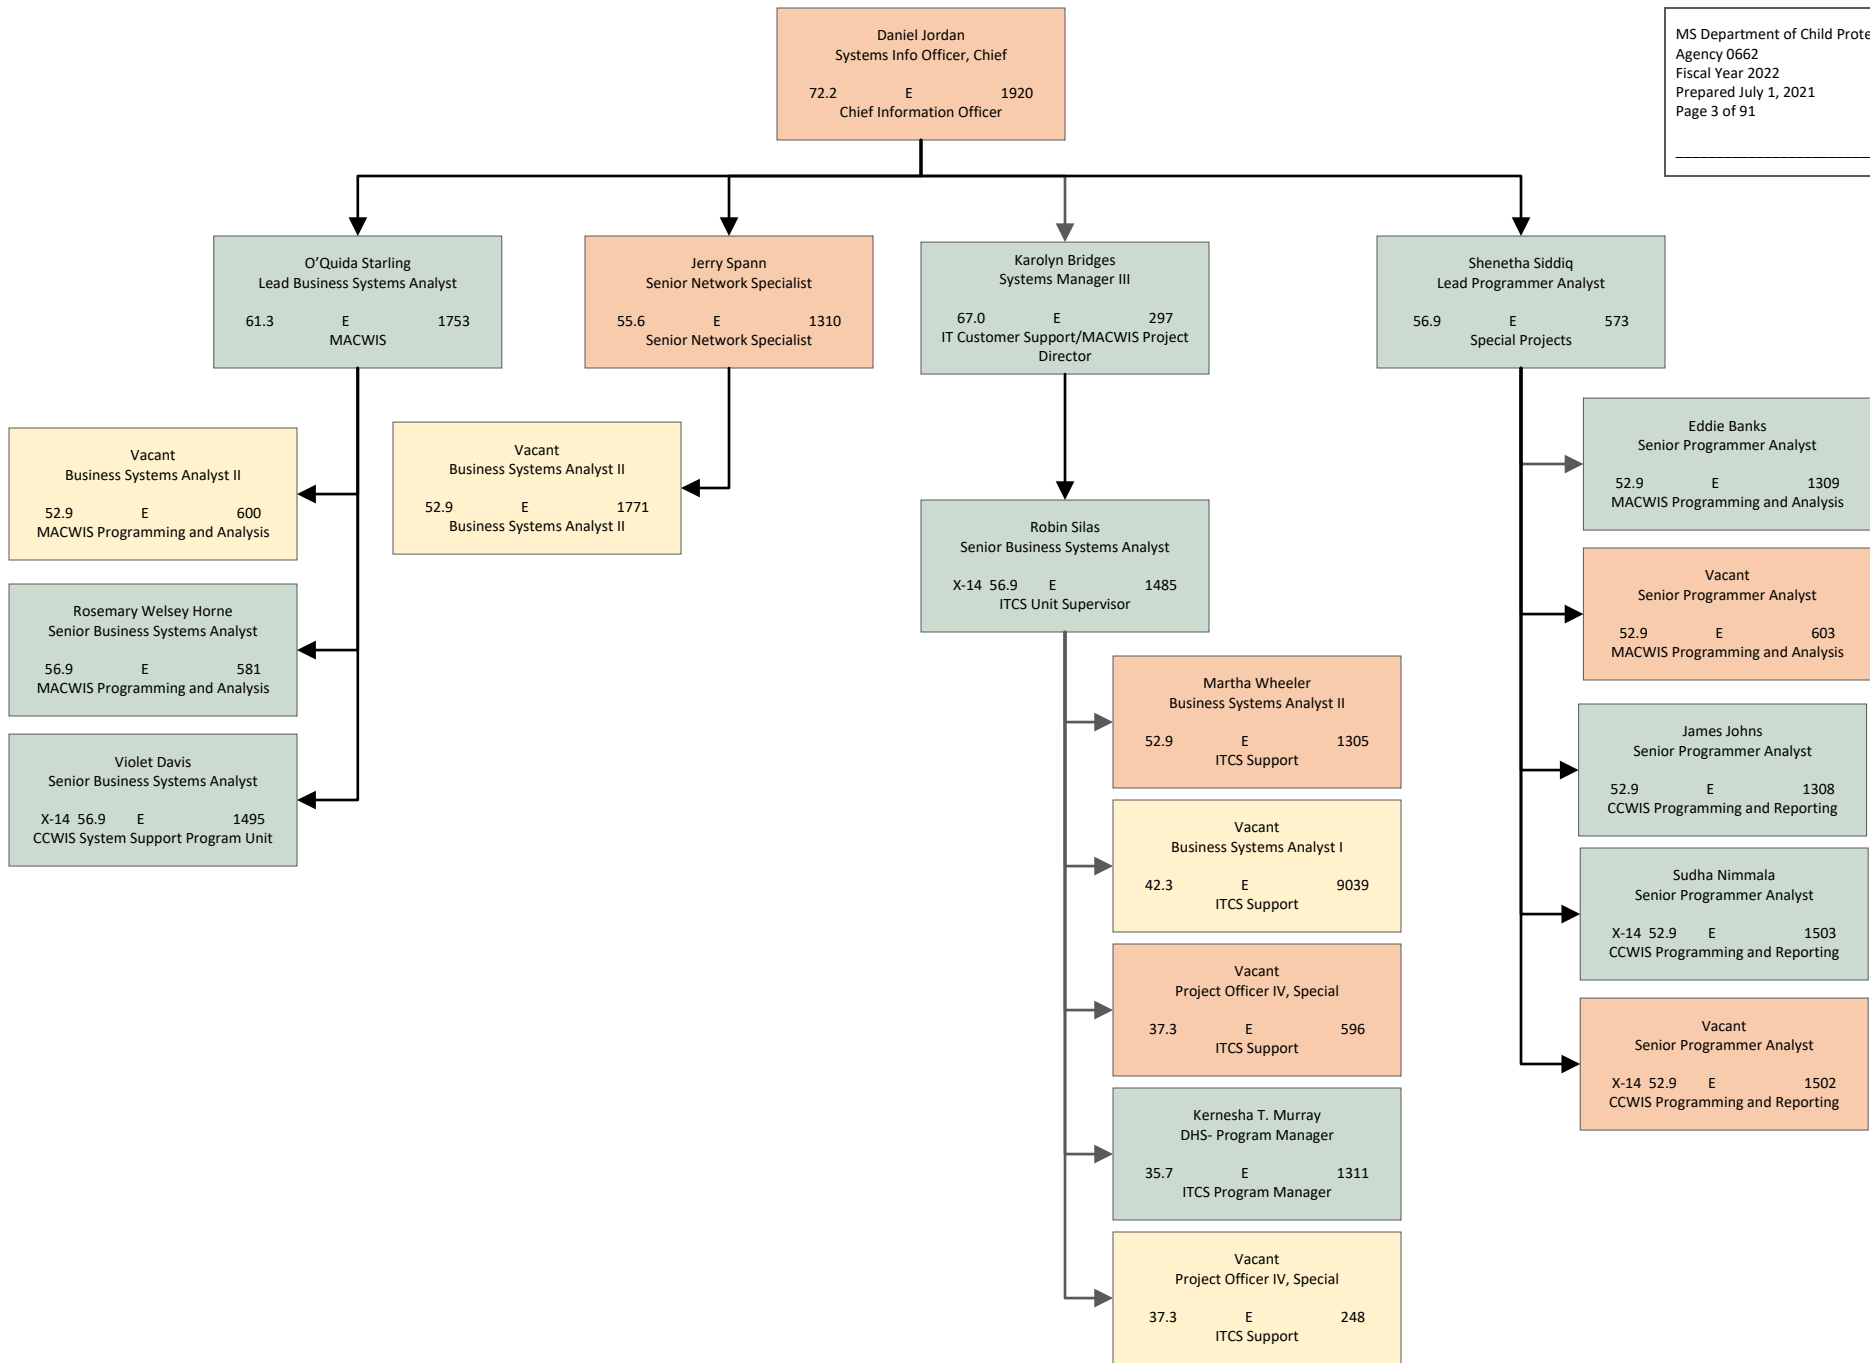 Daniel Jordan
Systems Info Officer, Chief
72.2 E 1920
Chief Information Officer
MS Department of Child Prote
Agency 0662
Fiscal Year 2022
Prepared July 1, 2021
Page 3 of 91
O'Quida Starling
Lead Business Systems Analyst
61.3 E 1753
MACWIS
Jerry Spann
Senior Network Specialist
55.6 E 1310
Senior Network Specialist
Karolyn Bridges
Systems Manager III
67.0 E 297
IT Customer Support/MACWIS Project
Director
Shenetha Siddiq
Lead Programmer Analyst
56.9 E 573
Special Projects
Vacant
Business Systems Analyst II
52.9 E 600
MACWIS Programming and Analysis
Rosemary Welsey Horne
Senior Business Systems Analyst
56.9 E 581
MACWIS Programming and Analysis
Violet Davis
Senior Business Systems Analyst
X-14 56.9 E 1495
CCWIS System Support Program Unit
Vacant
Business Systems Analyst II
52.9 E 1771
Business Systems Analyst II
Robin Silas
Senior Business Systems Analyst
X-14 56.9 E 1485
ITCS Unit Supervisor
Martha Wheeler
Business Systems Analyst II
52.9 E 1305
ITCS Support
Vacant
Business Systems Analyst I
42.3 E 9039
ITCS Support
Vacant
Project Officer IV, Special
37.3 E 596
ITCS Support
Kernesha T. Murray
DHS- Program Manager
35.7 E 1311
ITCS Program Manager
Vacant
Project Officer IV, Special
37.3 E 248
ITCS Support
Eddie Banks
Senior Programmer Analyst
52.9 E 1309
MACWIS Programming and Analysis
Vacant
Senior Programmer Analyst
52.9 E 603
MACWIS Programming and Analysis
James Johns
Senior Programmer Analyst
52.9 E 1308
CCWIS Programming and Reporting
Sudha Nimmala
Senior Programmer Analyst
X-14 52.9 E 1503
CCWIS Programming and Reporting
Vacant
Senior Programmer Analyst
X-14 52.9 E 1502
CCWIS Programming and Reporting